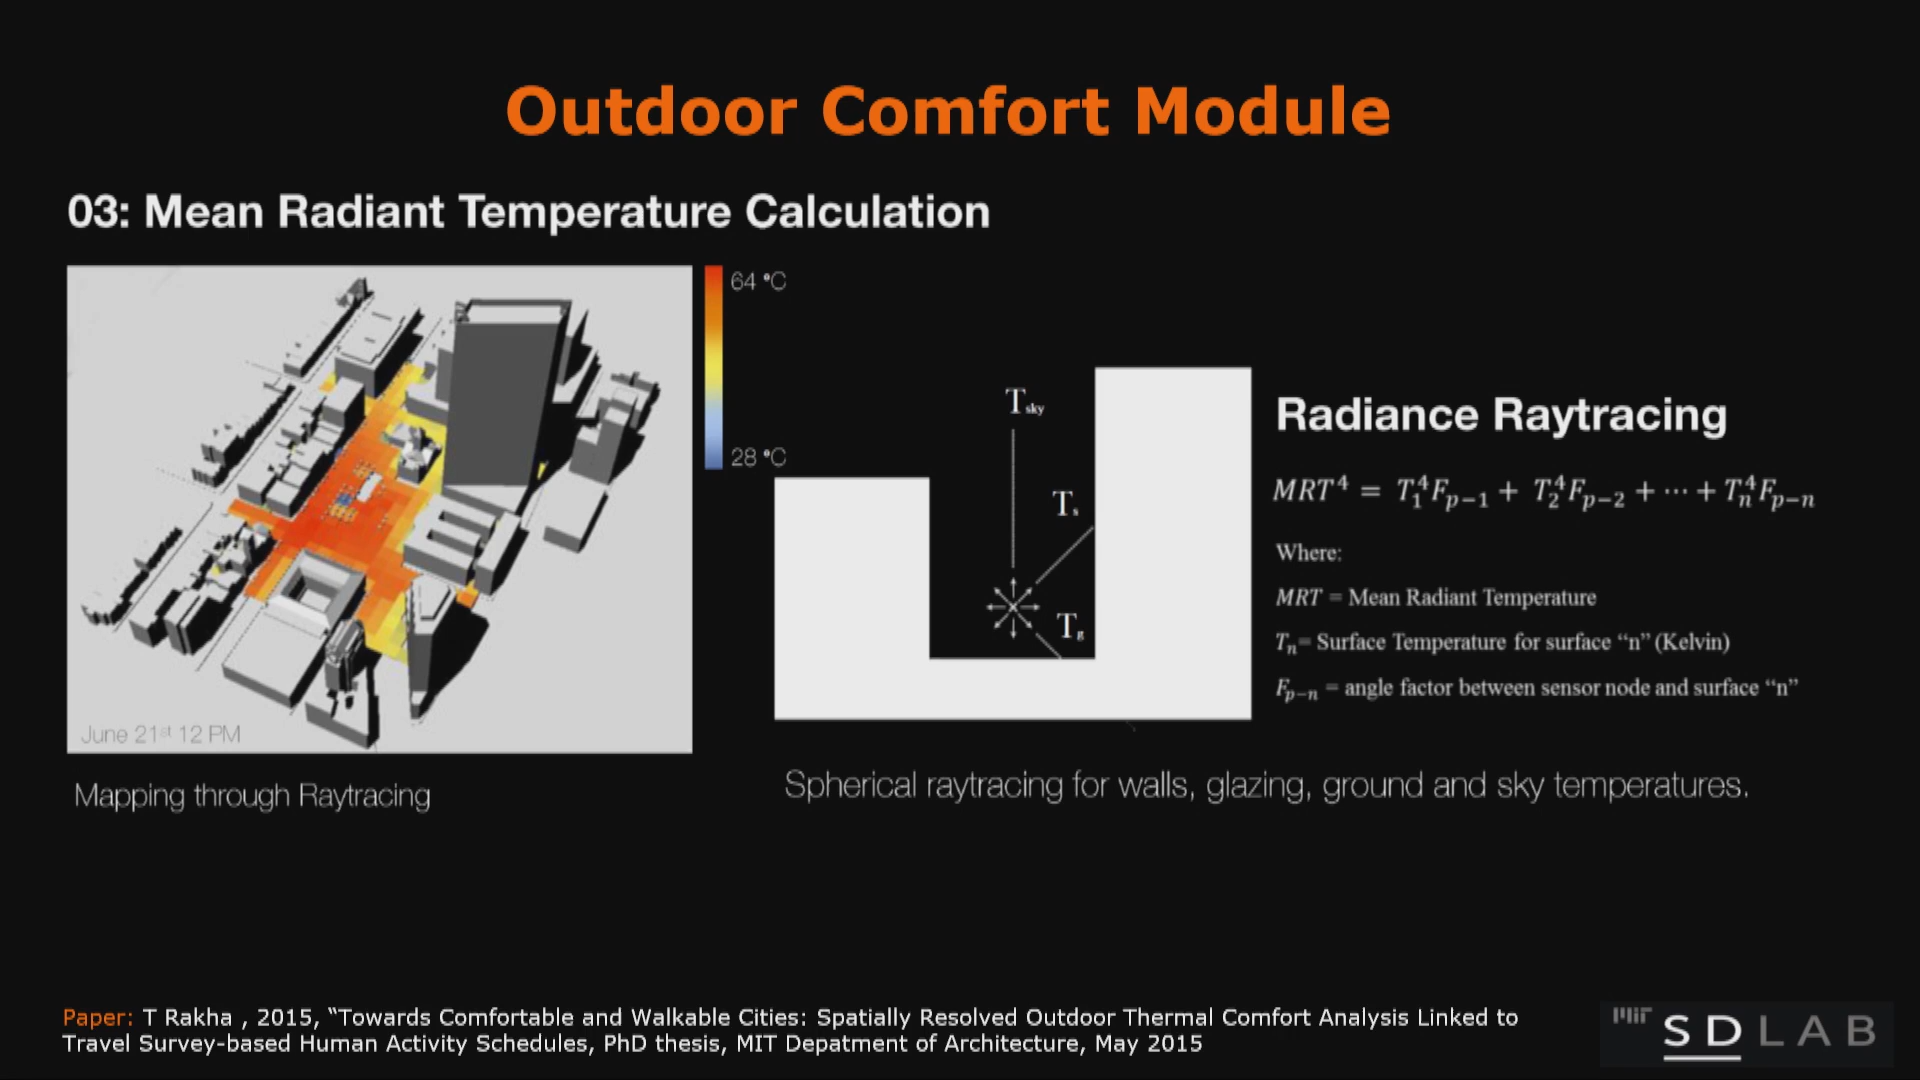 Outdoor Comfort Module
03: Mean Radiant Temperature Calculation
64 °C
28 °C
June 21st 12 PM
Mapping through Raytracing
Tsky
Ts
Tg
Spherical raytracing for walls, glazing, ground and sky temperatures.
Radiance Raytracing
MRT⁴ = T₁⁴Fₚ₋₁ + T₂⁴Fₚ₋₂ + ⋯ + Tₙ⁴Fₚ₋ₙ
Where:
MRT = Mean Radiant Temperature
Tₙ= Surface Temperature for surface “n” (Kelvin)
Fₚ₋ₙ = angle factor between sensor node and surface “n”
Paper: T Rakha , 2015, “Towards Comfortable and Walkable Cities: Spatially Resolved Outdoor Thermal Comfort Analysis Linked to
Travel Survey-based Human Activity Schedules, PhD thesis, MIT Depatment of Architecture, May 2015
MIT SDLAB